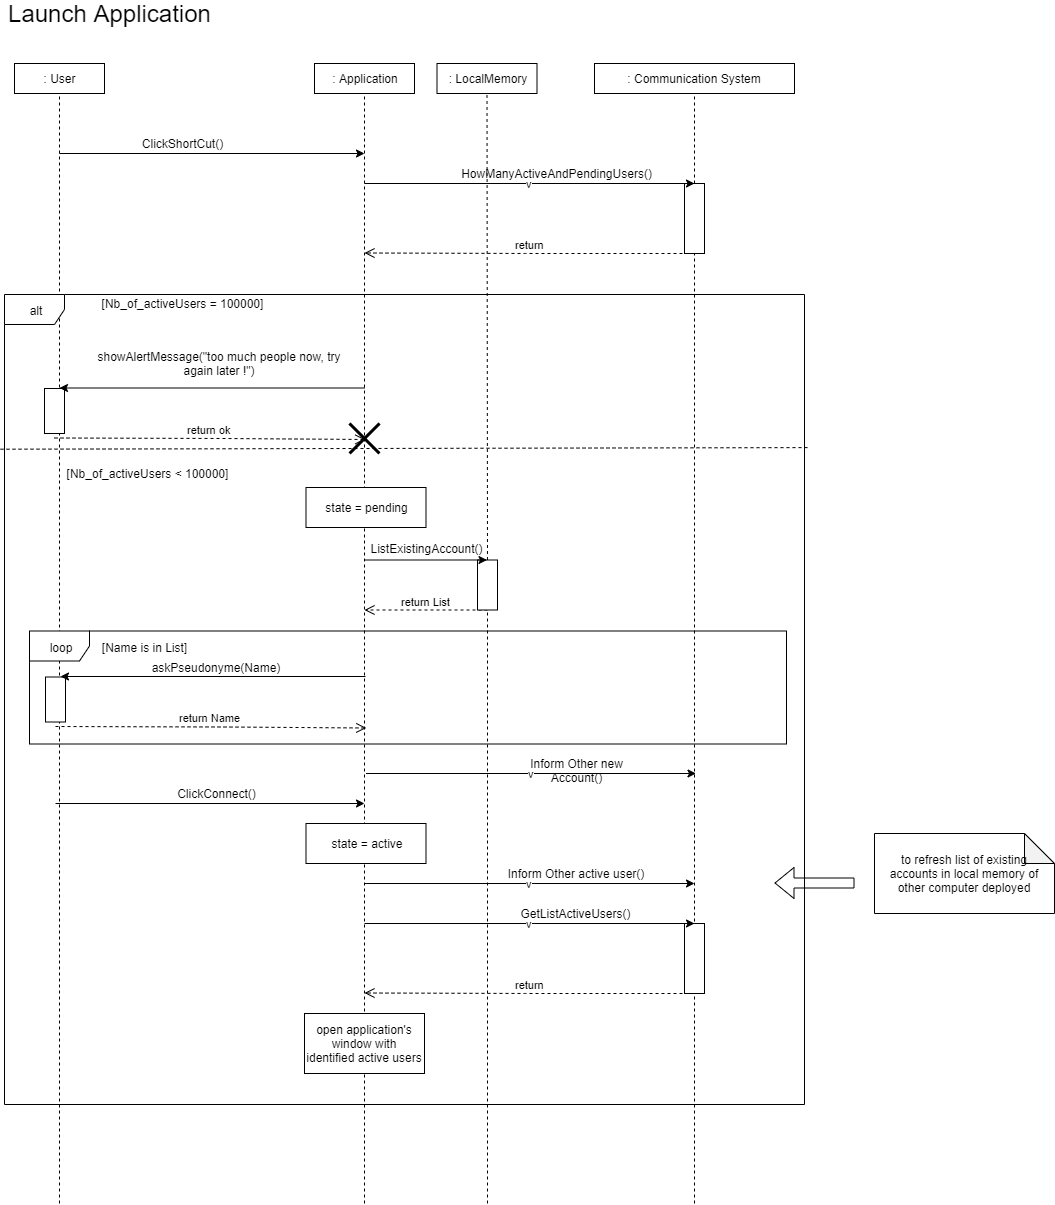 Launch Application
: User
: Application
: LocalMemory
: Communication System
ClickShortCut()
HowManyActiveAndPendingUsers()
v
return
alt
[Nb_of_activeUsers = 100000]
showAlertMessage("too much people now, try
again later !")
return ok
[Nb_of_activeUsers < 100000]
state = pending
ListExistingAccount()
return List
loop
[Name is in List]
askPseudonyme(Name)
return Name
Inform Other new
Account()
v
ClickConnect()
state = active
Inform Other active user()
v
to refresh list of existing
accounts in local memory of
other computer deployed
GetListActiveUsers()
v
return
open application's
window with
identified active users